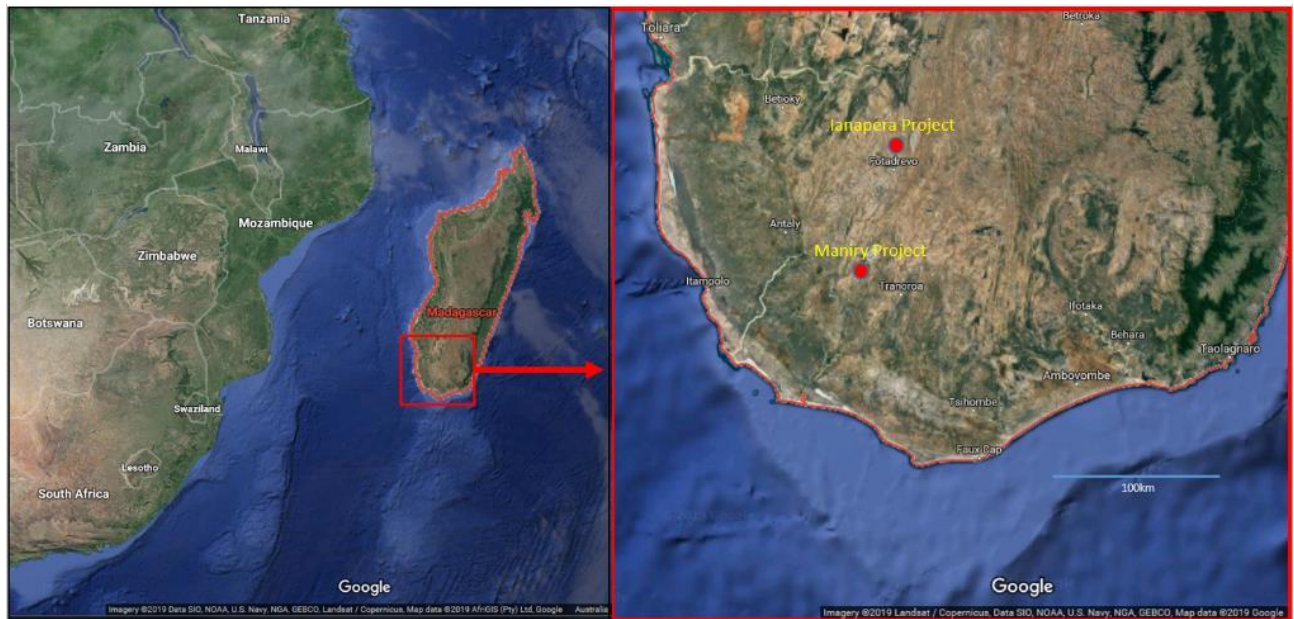 Tanzania
Zambia
Malawi
Mozambique
Zimbabwe
Madagascar
Botswana
Swaziland
Lesotho
South Africa
Google
Imagery ©2019 Data SIO, NOAA, U.S. Navy, NGA, GEBCO, Landsat / Copernicus, Map data ©2019 AfriGIS (Pty) Ltd, Google Australia
Betroka
Toliara
Betioky
Ianapera Project
Fotadrevo
Antaly
Maniry Project
Itampolo
Tranoroa
Ifotaka
Behara
Taolagnaro
Ambovombe
Tsihombe
Faux Cap
100km
Google
Imagery ©2019 Landsat / Copernicus, Data SIO, NOAA, U.S. Navy, NGA, GEBCO, Map data ©2019 Google